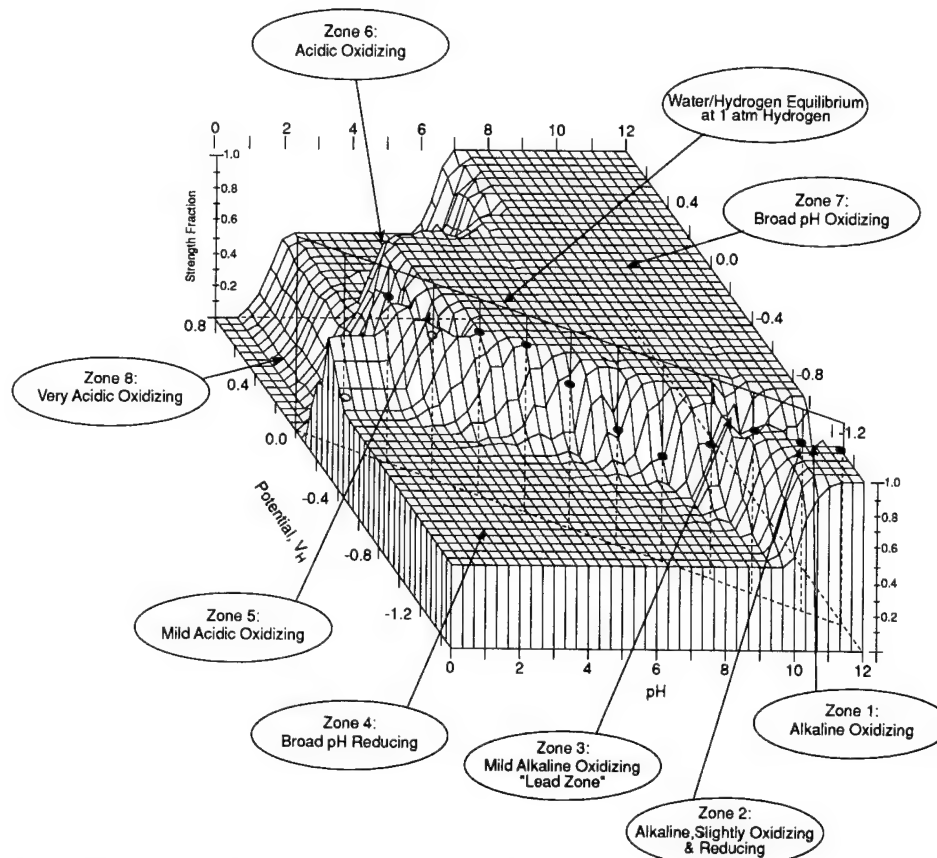 Zone 6:
Acidic Oxidizing
Water/Hydrogen Equilibrium
at 1 atm Hydrogen
0 2 4 6 8 10 12
1.0
0.8
0.6
0.4
0.2
Strength Fraction
0.4
Zone 7:
Broad pH Oxidizing
0.0
-0.4
-0.8
-1.2
0.8
0.4
0.0
-0.4
-0.8
-1.2
Potential, VH
Zone 8:
Very Acidic Oxidizing
1.0
0.8
0.6
0.4
0.2
0 2 4 6 8 10 12
pH
Zone 5:
Mild Acidic Oxidizing
Zone 4:
Broad pH Reducing
Zone 3:
Mild Alkaline Oxidizing
"Lead Zone"
Zone 1:
Alkaline Oxidizing
Zone 2:
Alkaline,Slightly Oxidizing
& Reducing